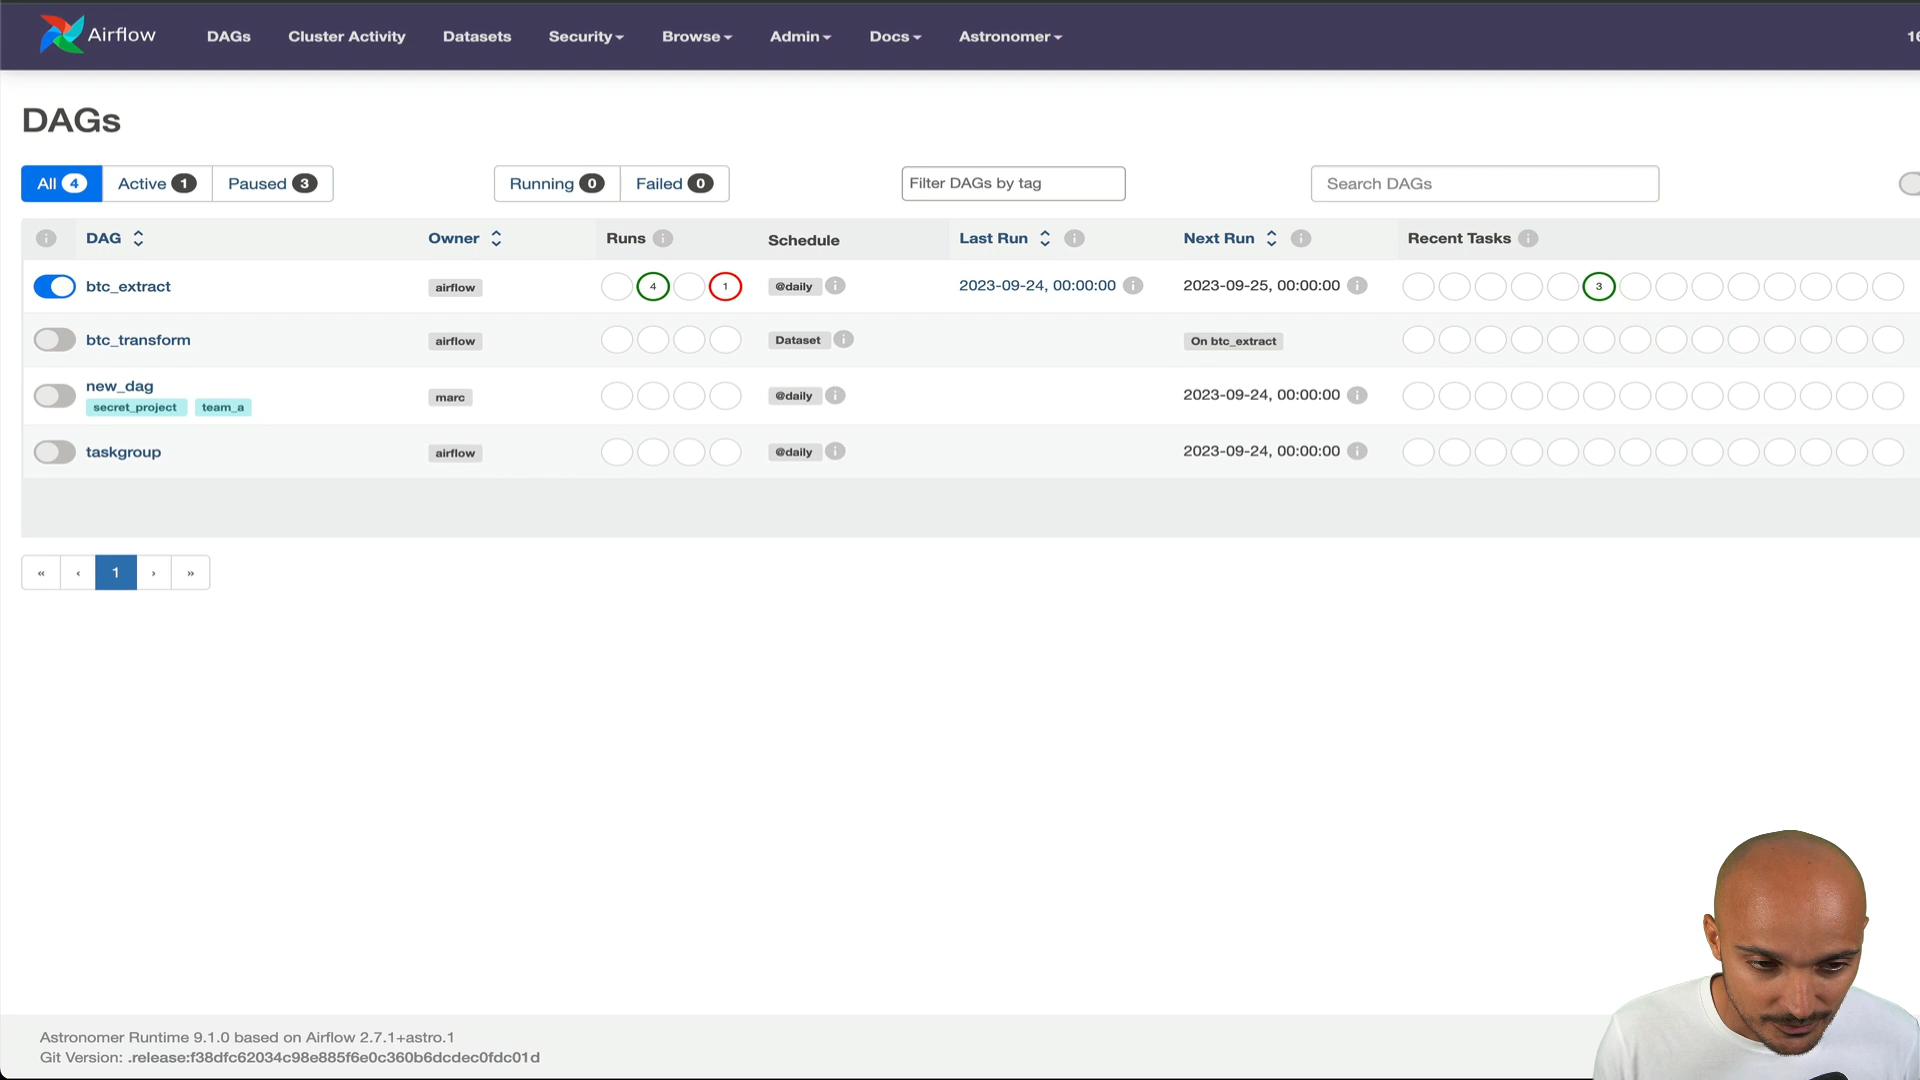 Airflow DAGs Cluster Activity Datasets Security Browse Admin Docs Astronomer 16
DAGs
All 4 Active 1 Paused 3 Running 0 Failed 0 Filter DAGs by tag Search DAGs
DAG Owner Runs Schedule Last Run Next Run Recent Tasks
btc_extract airflow 4 1 @daily 2023-09-24, 00:00:00 2023-09-25, 00:00:00 3
btc_transform airflow Dataset On btc_extract
new_dag marc @daily 2023-09-24, 00:00:00
secret_project team_a
taskgroup airflow @daily 2023-09-24, 00:00:00
« ‹ 1 › »
Astronomer Runtime 9.1.0 based on Airflow 2.7.1+astro.1
Git Version: .release:f38dfc62034c98e885f6e0c360b6dcdec0fdc01d